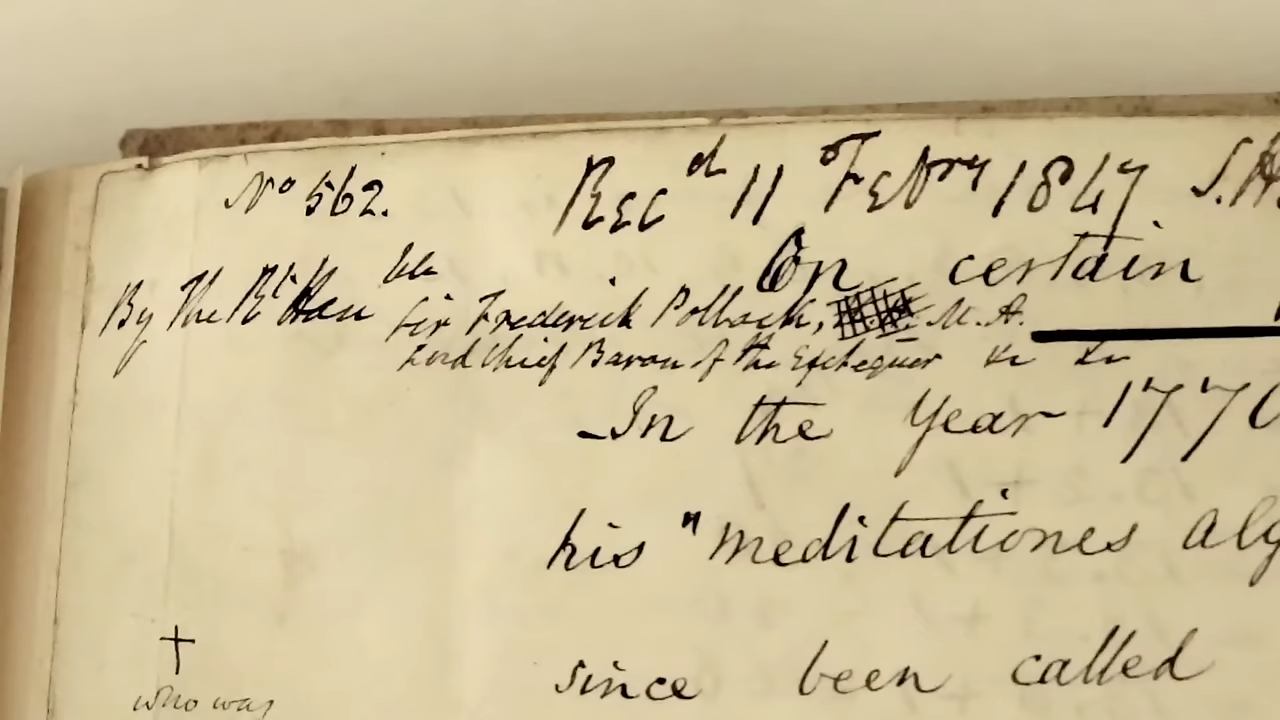 Nº 562. Recd 11 Febry 1847 S.H.
On certain
By the Rt Hon ble Sir Frederick Pollock, M.A.
Lord Chief Baron of the Exchequer &c &c
In the year 1770
his "meditationes alg
since been called
†
who was